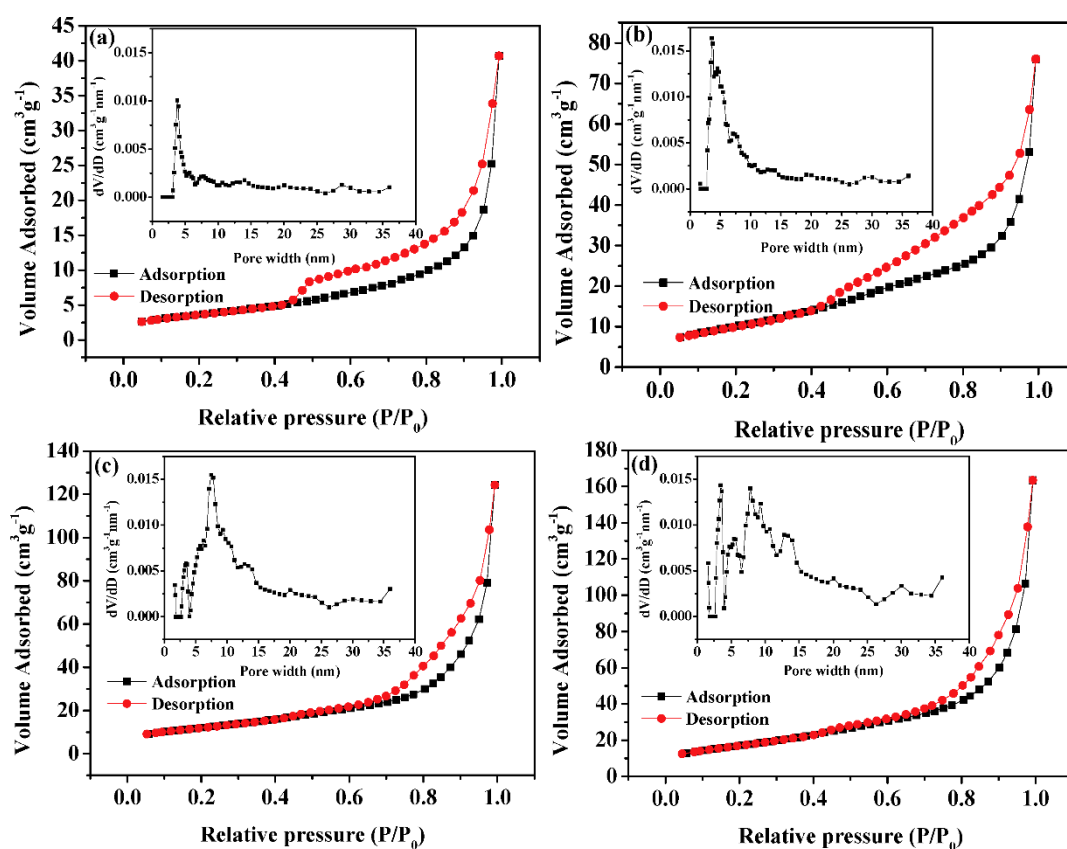 (a)
Volume Adsorbed (cm³g⁻¹)
45
40
35
30
25
20
15
10
5
0
dV/dD (cm³g⁻¹nm⁻¹)
0.015
0.010
0.005
0.000
0 5 10 15 20 25 30 35 40
Pore width (nm)
Adsorption
Desorption
0.0 0.2 0.4 0.6 0.8 1.0
Relative pressure (P/P₀)
(b)
Volume Adsorbed (cm³g⁻¹)
80
70
60
50
40
30
20
10
0
dV/dD (cm³g⁻¹nm⁻¹)
0.015
0.010
0.005
0.000
0 5 10 15 20 25 30 35 40
Pore width (nm)
Adsorption
Desorption
0.0 0.2 0.4 0.6 0.8 1.0
Relative pressure (P/P₀)
(c)
Volume Adsorbed (cm³g⁻¹)
140
120
100
80
60
40
20
0
dV/dD (cm³g⁻¹nm⁻¹)
0.015
0.010
0.005
0.000
0 5 10 15 20 25 30 35 40
Pore width (nm)
Adsorption
Desorption
0.0 0.2 0.4 0.6 0.8 1.0
Relative pressure (P/P₀)
(d)
Volume Adsorbed (cm³g⁻¹)
180
160
140
120
100
80
60
40
20
0
dV/dD (cm³g⁻¹nm⁻¹)
0.015
0.010
0.005
0.000
0 5 10 15 20 25 30 35 40
Pore width (nm)
Adsorption
Desorption
0.0 0.2 0.4 0.6 0.8 1.0
Relative pressure (P/P₀)